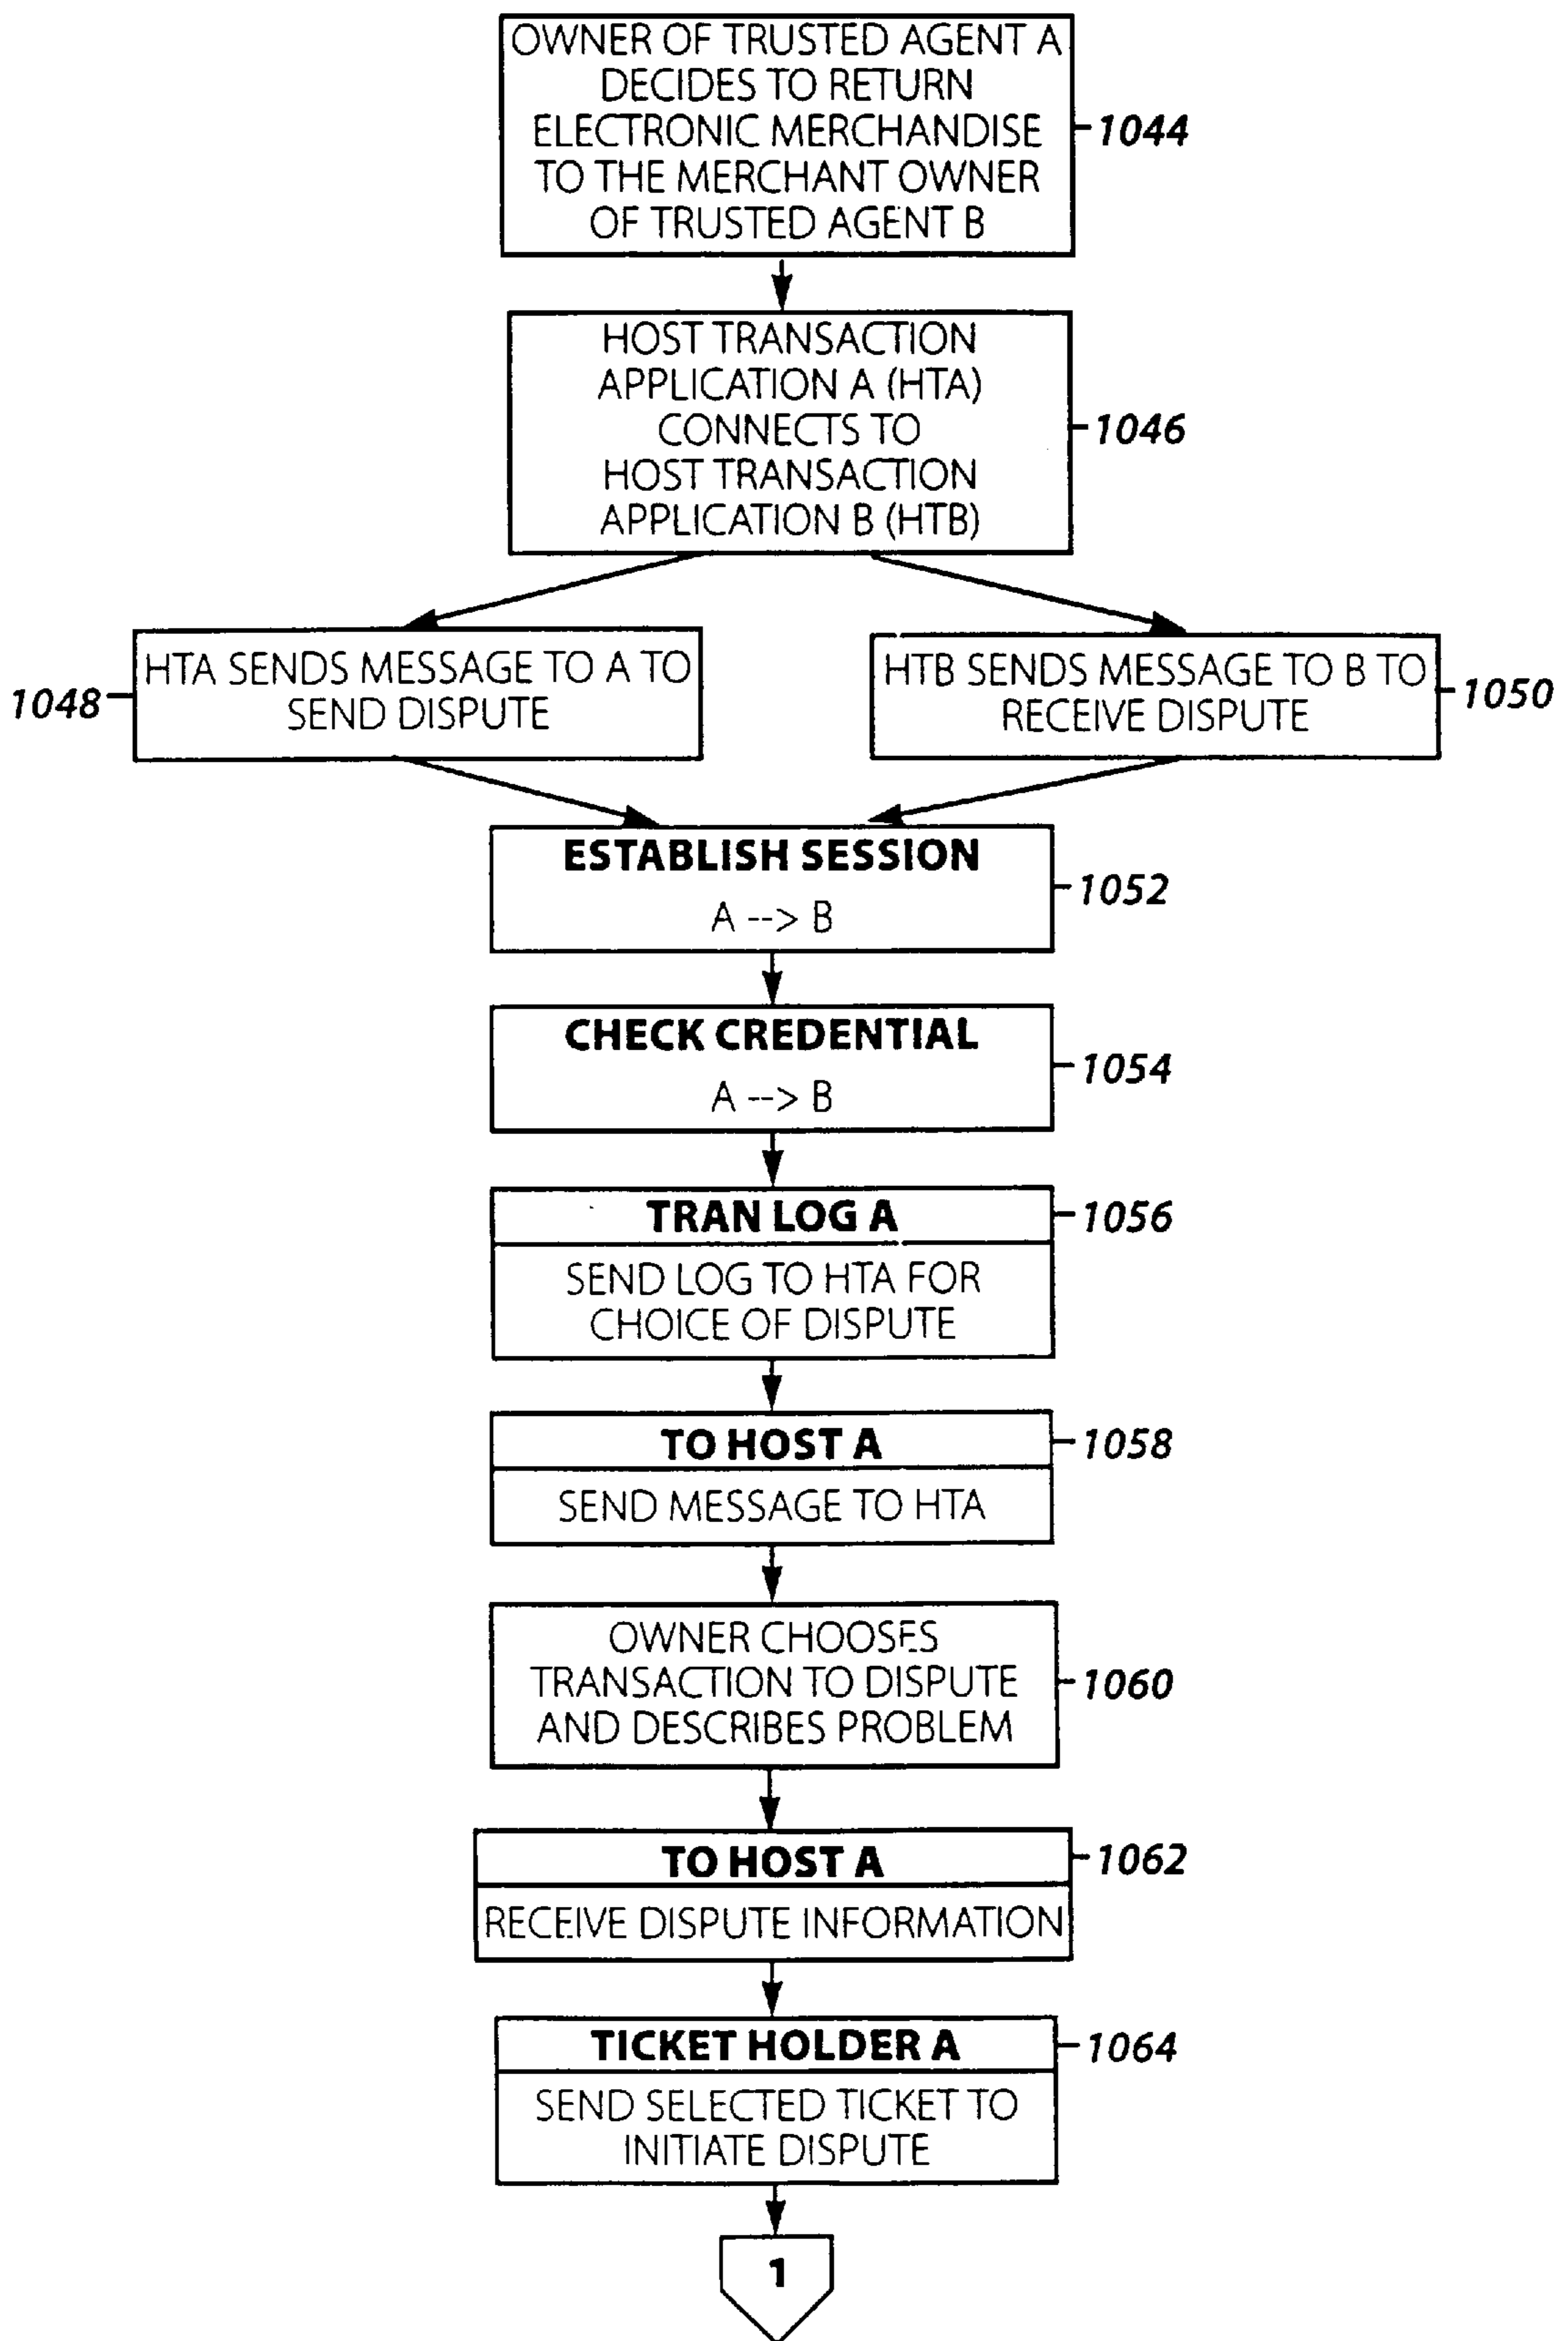 OWNER OF TRUSTED AGENT A
DECIDES TO RETURN
ELECTRONIC MERCHANDISE
TO THE MERCHANT OWNER
OF TRUSTED AGENT B
1044
HOST TRANSACTION
APPLICATION A (HTA)
CONNECTS TO
HOST TRANSACTION
APPLICATION B (HTB)
1046
HTA SENDS MESSAGE TO A TO
SEND DISPUTE
1048
HTB SENDS MESSAGE TO B TO
RECEIVE DISPUTE
1050
ESTABLISH SESSION
A --> B
1052
CHECK CREDENTIAL
A --> B
1054
TRAN LOG A
1056
SEND LOG TO HTA FOR
CHOICE OF DISPUTE
TO HOST A
1058
SEND MESSAGE TO HTA
OWNER CHOOSES
TRANSACTION TO DISPUTE
AND DESCRIBES PROBLEM
1060
TO HOST A
1062
RECEIVE DISPUTE INFORMATION
TICKET HOLDER A
1064
SEND SELECTED TICKET TO
INITIATE DISPUTE
1